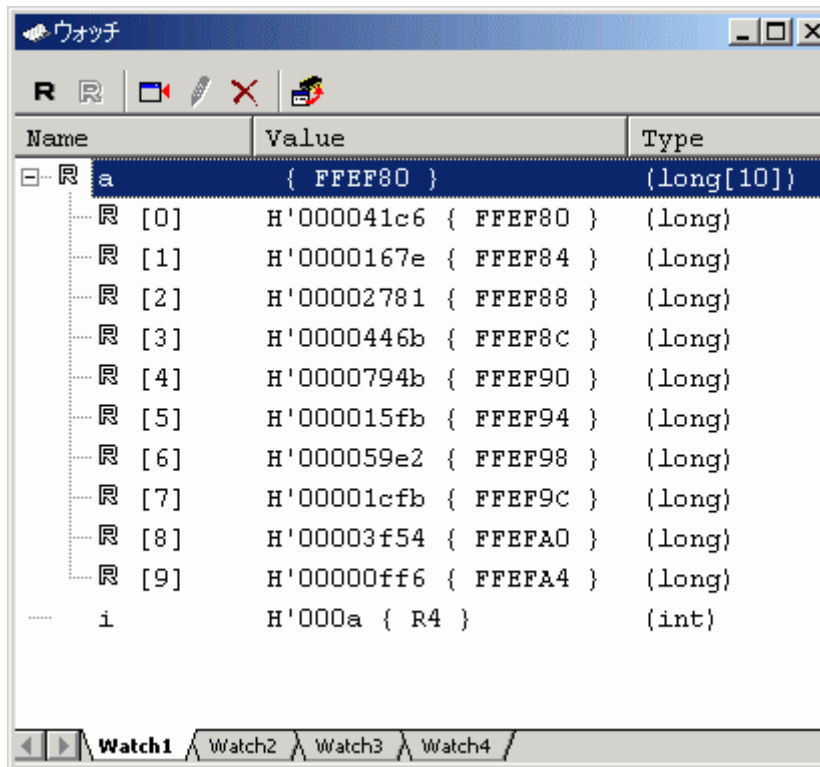 ウォッチ
R R
Name Value Type
R a { FFEF80 } (long[10])
R [0] H'000041c6 { FFEF80 } (long)
R [1] H'0000167e { FFEF84 } (long)
R [2] H'00002781 { FFEF88 } (long)
R [3] H'0000446b { FFEF8C } (long)
R [4] H'0000794b { FFEF90 } (long)
R [5] H'000015fb { FFEF94 } (long)
R [6] H'000059e2 { FFEF98 } (long)
R [7] H'00001cfb { FFEF9C } (long)
R [8] H'00003f54 { FFEFA0 } (long)
R [9] H'00000ff6 { FFEFA4 } (long)
i H'000a { R4 } (int)
Watch1 Watch2 Watch3 Watch4